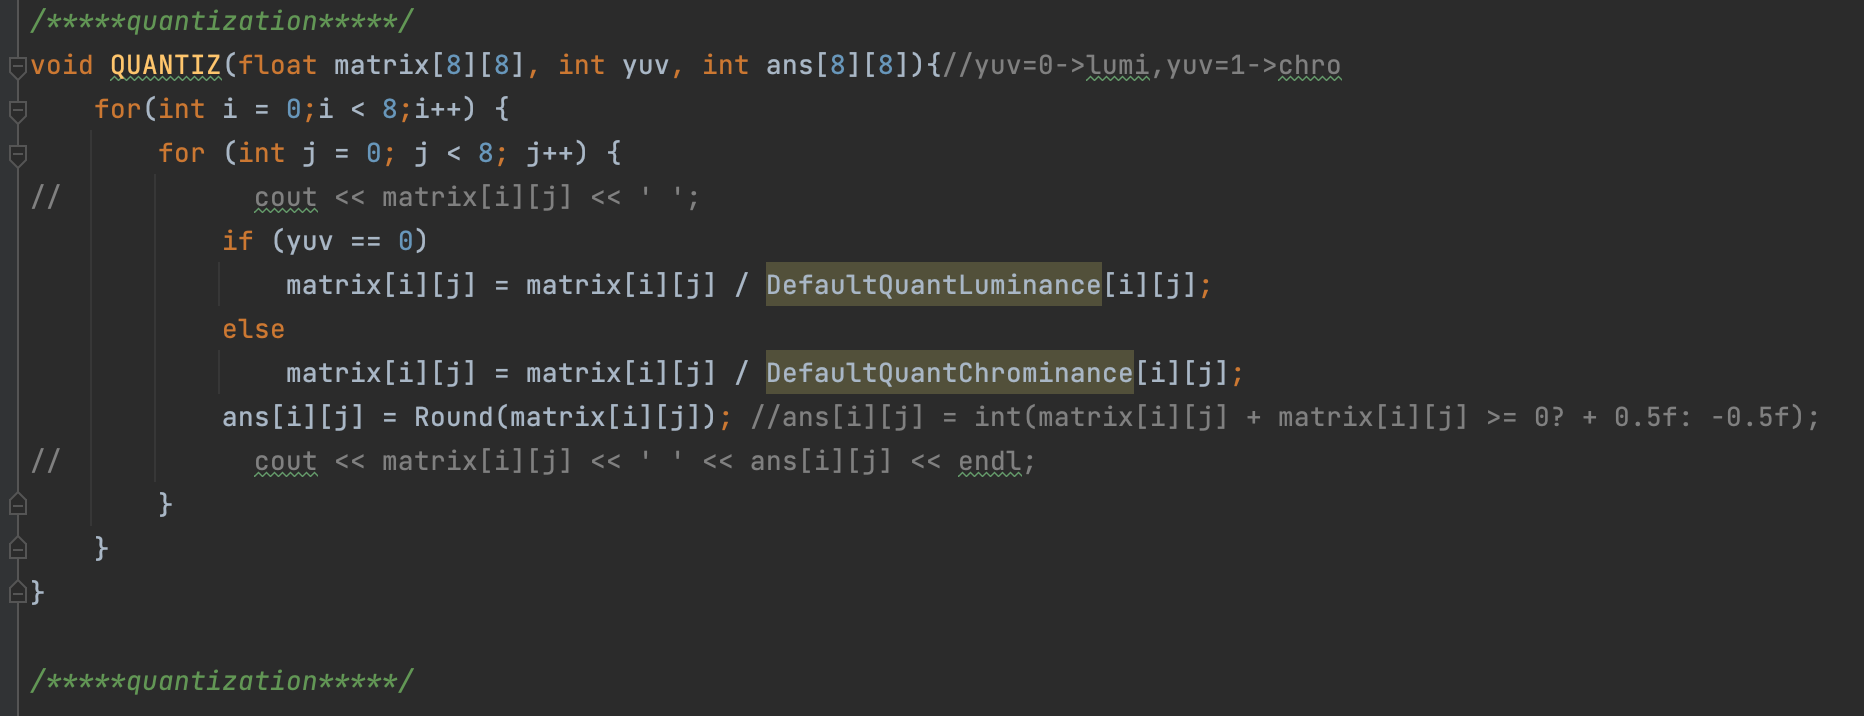 /*****quantization*****/
void QUANTIZ(float matrix[8][8], int yuv, int ans[8][8]){//yuv=0->lumi,yuv=1->chro
    for(int i = 0;i < 8;i++) {
        for (int j = 0; j < 8; j++) {
//            cout << matrix[i][j] << ' ';
            if (yuv == 0)
                matrix[i][j] = matrix[i][j] / DefaultQuantLuminance[i][j];
            else
                matrix[i][j] = matrix[i][j] / DefaultQuantChrominance[i][j];
            ans[i][j] = Round(matrix[i][j]); //ans[i][j] = int(matrix[i][j] + matrix[i][j] >= 0? + 0.5f: -0.5f);
//            cout << matrix[i][j] << ' ' << ans[i][j] << endl;
        }
    }
}
/*****quantization*****/